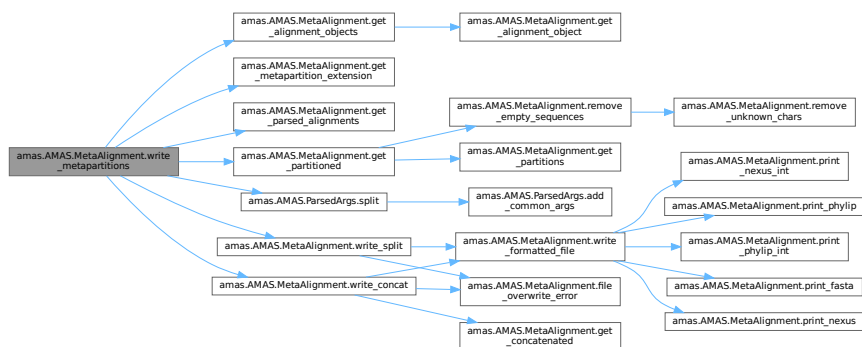 amas.AMAS.MetaAlignment.write
_metapartitions
amas.AMAS.MetaAlignment.get
_alignment_objects
amas.AMAS.MetaAlignment.get
_alignment_object
amas.AMAS.MetaAlignment.get
_metapartition_extension
amas.AMAS.MetaAlignment.get
_parsed_alignments
amas.AMAS.MetaAlignment.get
_partitioned
amas.AMAS.MetaAlignment.remove
_empty_sequences
amas.AMAS.MetaAlignment.remove
_unknown_chars
amas.AMAS.MetaAlignment.get
_partitions
amas.AMAS.ParsedArgs.split
amas.AMAS.ParsedArgs.add
_common_args
amas.AMAS.MetaAlignment.write_split
amas.AMAS.MetaAlignment.write
_formatted_file
amas.AMAS.MetaAlignment.print
_nexus_int
amas.AMAS.MetaAlignment.print_phylip
amas.AMAS.MetaAlignment.print
_phylip_int
amas.AMAS.MetaAlignment.print_fasta
amas.AMAS.MetaAlignment.print_nexus
amas.AMAS.MetaAlignment.file
_overwrite_error
amas.AMAS.MetaAlignment.write_concat
amas.AMAS.MetaAlignment.get
_concatenated